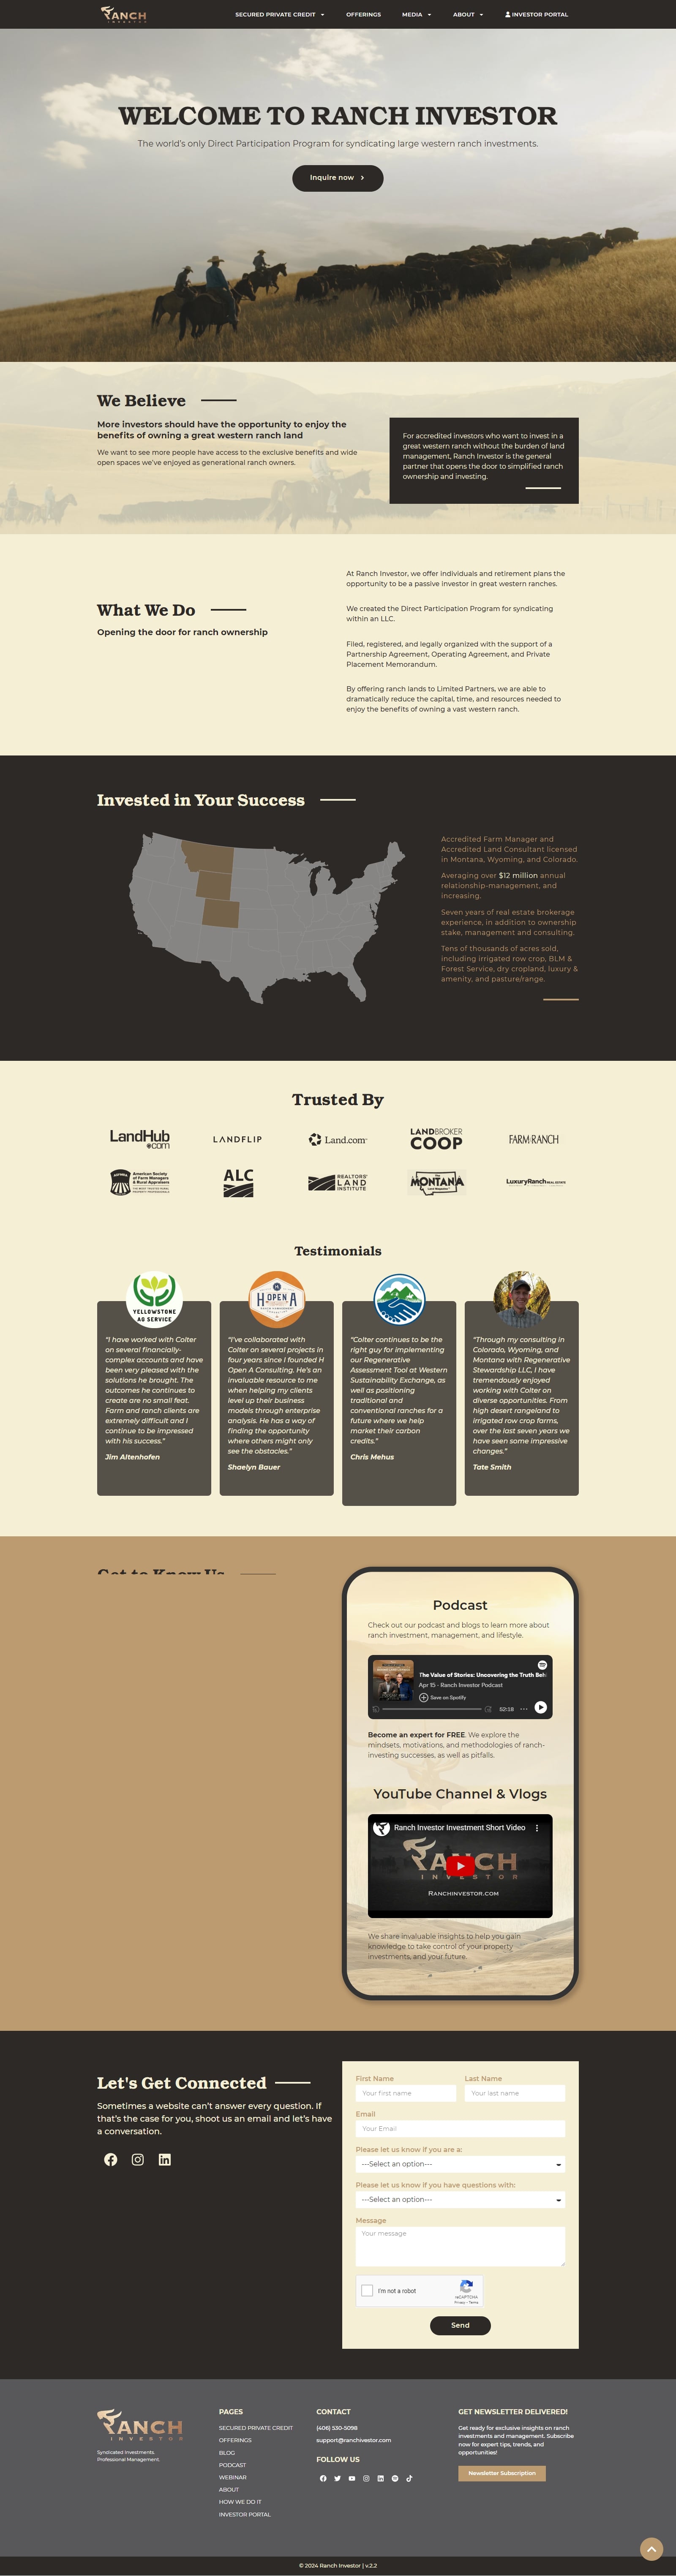 RANCH
INVESTOR
SECURED PRIVATE CREDIT
OFFERINGS
MEDIA
ABOUT
INVESTOR PORTAL
WELCOME TO RANCH INVESTOR
The world's only Direct Participation Program for syndicating large western ranch investments.
Inquire now
We Believe
More investors should have the opportunity to enjoy the
benefits of owning a great western ranch land
We want to see more people have access to the exclusive benefits and wide
open spaces we've enjoyed as generational ranch owners.
For accredited investors who want to invest in a
great western ranch without the burden of land
management, Ranch Investor is the general
partner that opens the door to simplified ranch
ownership and investing.
What We Do
Opening the door for ranch ownership
At Ranch Investor, we offer individuals and retirement plans the
opportunity to be a passive investor in great western ranches.
We created the Direct Participation Program for syndicating
within an LLC.
Filed, registered, and legally organized with the support of a
Partnership Agreement, Operating Agreement, and Private
Placement Memorandum.
By offering ranch lands to Limited Partners, we are able to
dramatically reduce the capital, time, and resources needed to
enjoy the benefits of owning a vast western ranch.
Invested in Your Success
Accredited Farm Manager and
Accredited Land Consultant licensed
in Montana, Wyoming, and Colorado.
Averaging over $12 million annual
relationship-management, and
increasing.
Seven years of real estate brokerage
experience, in addition to ownership
stake, management and consulting.
Tens of thousands of acres sold,
including irrigated row crop, BLM &
Forest Service, dry cropland, luxury &
amenity, and pasture/range.
Trusted By
LandHub
.com
LANDFLIP
Land.com
LANDBROKER
COOP
FARM&RANCH
American Society
of Farm Managers
& Rural Appraisers
ALC
REALTORS'
LAND
INSTITUTE
MONTANA
LuxuryRanch REAL ESTATE
Testimonials
YELLOWSTONE
AG SERVICE
H OPEN A
"I have worked with Colter
on several financially-
complex accounts and have
been very pleased with the
solutions he brought. The
outcomes he continues to
create are no small feat.
Farm and ranch clients are
extremely difficult and I
continue to be impressed
with his success."
Jim Altenhofen
"I've collaborated with
Colter on several projects in
four years since I founded H
Open A Consulting. He's an
invaluable resource to me
when helping my clients
level up their business
models through enterprise
analysis. He has a way of
finding the opportunity
where others might only
see the obstacles."
Shaelyn Bauer
"Colter continues to be the
right guy for implementing
our Regenerative
Assessment Tool at Western
Sustainability Exchange, as
well as positioning
traditional and
conventional ranches for a
future where we help
market their carbon
credits."
Chris Mehus
"Through my consulting in
Colorado, Wyoming, and
Montana with Regenerative
Stewardship LLC, I have
tremendously enjoyed
working with Colter on
diverse opportunities. From
high desert rangeland to
irrigated row crop farms,
over the last seven years we
have seen some impressive
changes."
Tate Smith
Get to Know Us
Podcast
Check out our podcast and blogs to learn more about
ranch investment, management, and lifestyle.
The Value of Stories: Uncovering the Truth Beh
Apr 15 - Ranch Investor Podcast
Save on Spotify
52:18
Become an expert for FREE. We explore the
mindsets, motivations, and methodologies of ranch-
investing successes, as well as pitfalls.
YouTube Channel & Vlogs
Ranch Investor Investment Short Video
RANCH
INVESTOR
RANCHINVESTOR.COM
We share invaluable insights to help you gain
knowledge to take control of your property
investments, and your future.
Let's Get Connected
Sometimes a website can't answer every question. If
that's the case for you, shoot us an email and let's have
a conversation.
First Name
Last Name
Your first name
Your last name
Email
Your Email
Please let us know if you are a:
---Select an option---
Please let us know if you have questions with:
---Select an option---
Message
Your message
I'm not a robot
reCAPTCHA
Privacy - Terms
Send
RANCH
INVESTOR
Syndicated Investments.
Professional Management.
PAGES
SECURED PRIVATE CREDIT
OFFERINGS
BLOG
PODCAST
WEBINAR
ABOUT
HOW WE DO IT
INVESTOR PORTAL
CONTACT
(406) 530-5098
support@ranchivestor.com
FOLLOW US
GET NEWSLETTER DELIVERED!
Get ready for exclusive insights on ranch
investments and management. Subscribe
now for expert tips, trends, and
opportunities!
Newsletter Subscription
© 2024 Ranch Investor | v.2.2